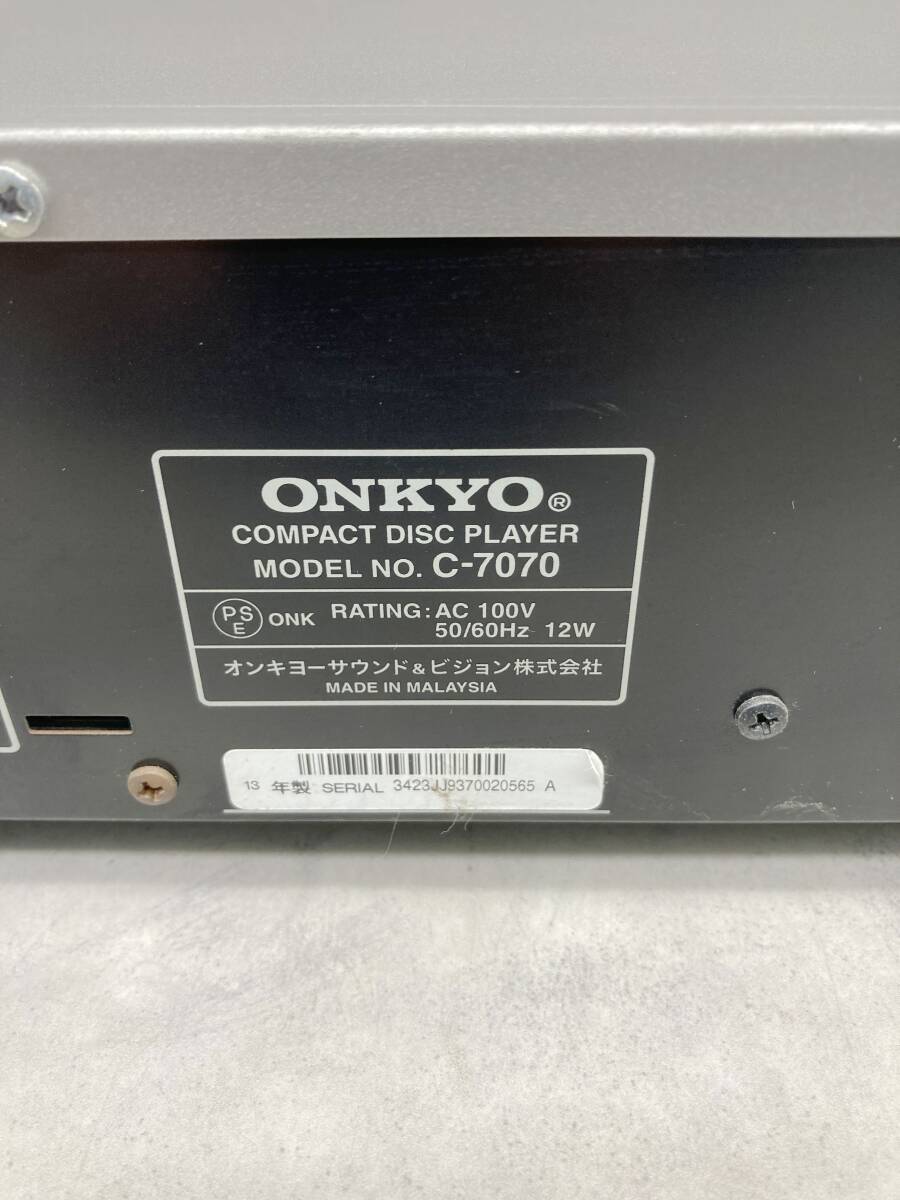 ONKYO®
COMPACT DISC PLAYER
MODEL NO. C-7070
PSE ONK RATING: AC 100V
50/60Hz 12W
オンキヨーサウンド&ビジョン株式会社
MADE IN MALAYSIA
13 年製 SERIAL 3423JJ9370020565 A